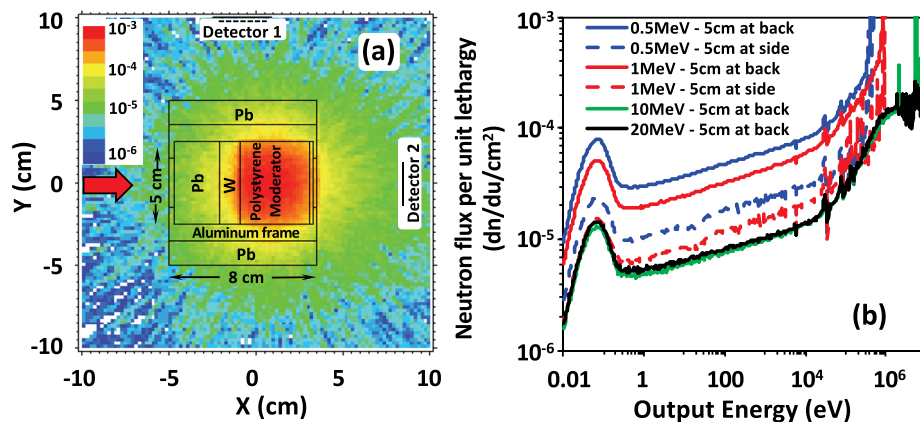 10⁻³
10⁻⁴
10⁻⁵
10⁻⁶
Detector 1
(a)
Pb
Pb
W
Polystyrene
Moderator
5 cm
Aluminum frame
Pb
8 cm
Detector 2
10
5
0
-5
-10
Y (cm)
-10
-5
0
5
10
X (cm)
0.5MeV - 5cm at back
0.5MeV - 5cm at side
1MeV - 5cm at back
1MeV - 5cm at side
10MeV - 5cm at back
20MeV - 5cm at back
(b)
10⁻³
10⁻⁴
10⁻⁵
10⁻⁶
Neutron flux per unit lethargy
(dn/du/cm²)
0.01
1
100
10⁴
10⁶
Output Energy (eV)